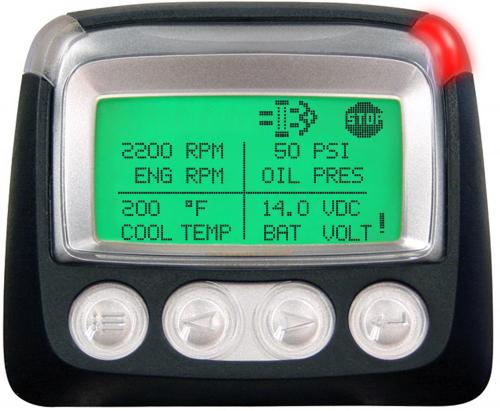 STOP
2200 RPM 50 PSI
ENG RPM OIL PRES
200 °F 14.0 VDC
COOL TEMP BAT VOLT !